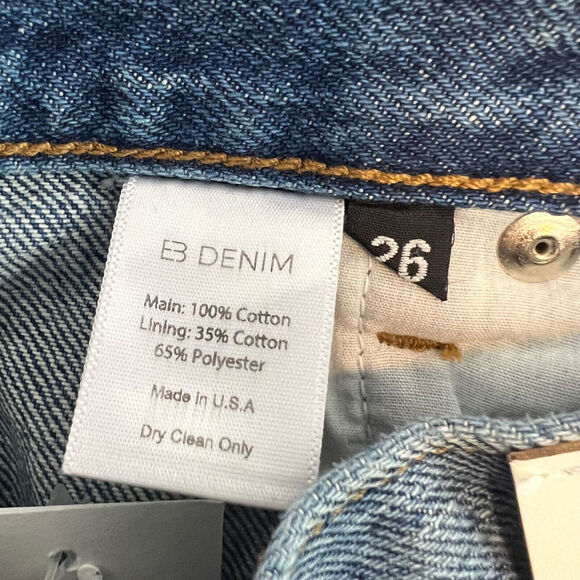 EB DENIM
26
Main: 100% Cotton
Lining: 35% Cotton
65% Polyester
Made in U.S.A
Dry Clean Only